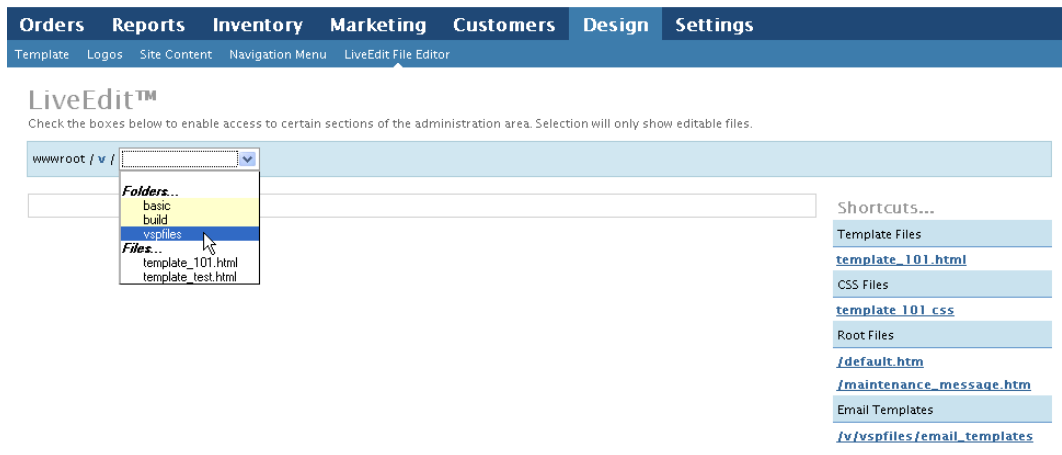 Orders Reports Inventory Marketing Customers Design Settings
Template Logos Site Content Navigation Menu LiveEdit File Editor
LiveEdit™
Check the boxes below to enable access to certain sections of the administration area. Selection will only show editable files.
wwwroot / v /
Folders...
basic
build
vspfiles
Files...
template_101.html
template_test.html
Shortcuts...
Template Files
template_101.html
CSS Files
template 101 css
Root Files
/default.htm
/maintenance_message.htm
Email Templates
/v/vspfiles/email_templates